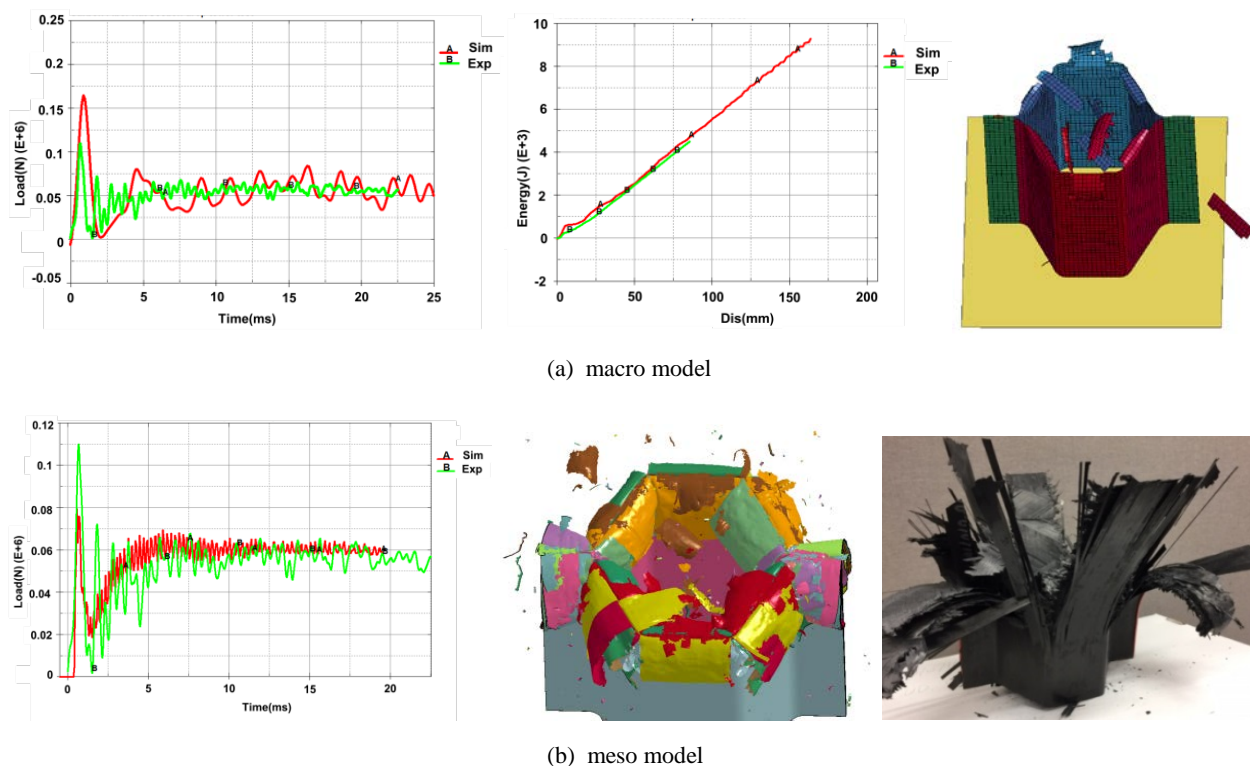 0.25
0.2
0.15
0.1
0.05
0
-0.05
Load(N) (E+6)
0 5 10 15 20 25
Time(ms)
A Sim
B Exp
A
B
B
A
B
B
B
A
10
8
6
4
2
0
-2
Energy(J) (E+3)
0 50 100 150 200
Dis(mm)
A Sim
B Exp
B
A
B
B
B
B
A
A
A
(a) macro model
0.12
0.1
0.08
0.06
0.04
0.02
0
Load(N) (E+6)
0 5 10 15 20
Time(ms)
A Sim
B Exp
B
A
B
A
B
A
B
A
B
(b) meso model